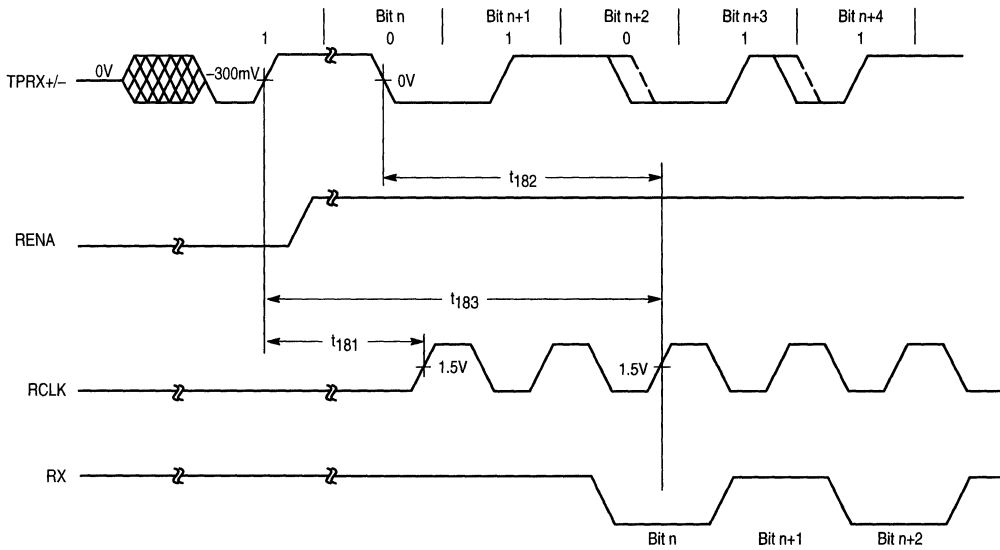 Bit n Bit n+1 Bit n+2 Bit n+3 Bit n+4
1 0 1 0 1 1
TPRX+/– 0V –300mV 0V
t182
RENA
t183
t181
1.5V 1.5V
RCLK
RX
Bit n Bit n+1 Bit n+2